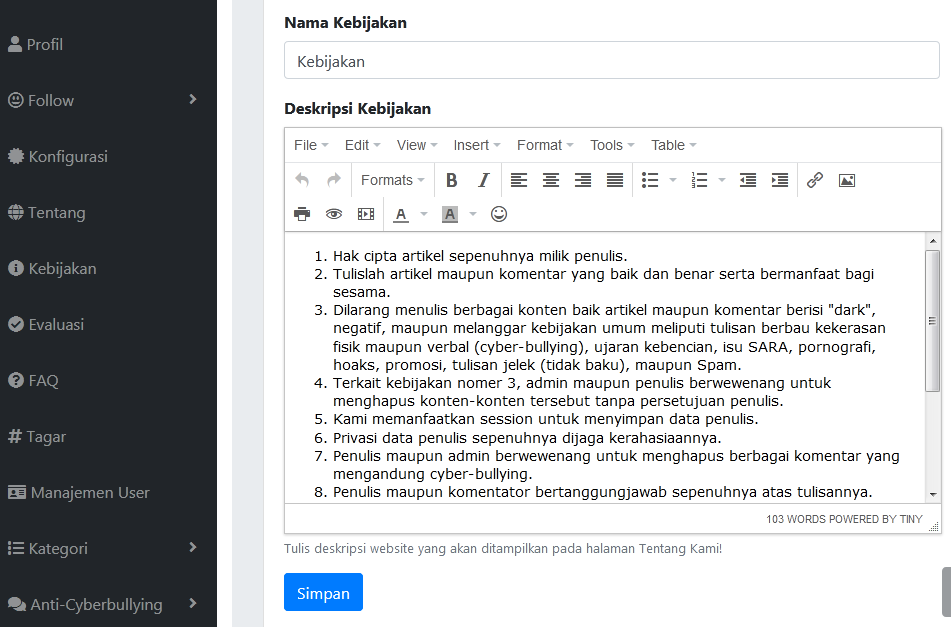 Profil
Follow
Konfigurasi
Tentang
Kebijakan
Evaluasi
FAQ
Tagar
Manajemen User
Kategori
Anti-Cyberbullying
Nama Kebijakan
Kebijakan
Deskripsi Kebijakan
File Edit View Insert Format Tools Table
Formats B I
A A
1. Hak cipta artikel sepenuhnya milik penulis.
2. Tulislah artikel maupun komentar yang baik dan benar serta bermanfaat bagi
sesama.
3. Dilarang menulis berbagai konten baik artikel maupun komentar berisi "dark",
negatif, maupun melanggar kebijakan umum meliputi tulisan berbau kekerasan
fisik maupun verbal (cyber-bullying), ujaran kebencian, isu SARA, pornografi,
hoaks, promosi, tulisan jelek (tidak baku), maupun Spam.
4. Terkait kebijakan nomer 3, admin maupun penulis berwewenang untuk
menghapus konten-konten tersebut tanpa persetujuan penulis.
5. Kami memanfaatkan session untuk menyimpan data penulis.
6. Privasi data penulis sepenuhnya dijaga kerahasiaannya.
7. Penulis maupun admin berwewenang untuk menghapus berbagai komentar yang
mengandung cyber-bullying.
8. Penulis maupun komentator bertanggungjawab sepenuhnya atas tulisannya.
103 WORDS POWERED BY TINY
Tulis deskripsi website yang akan ditampilkan pada halaman Tentang Kami!
Simpan